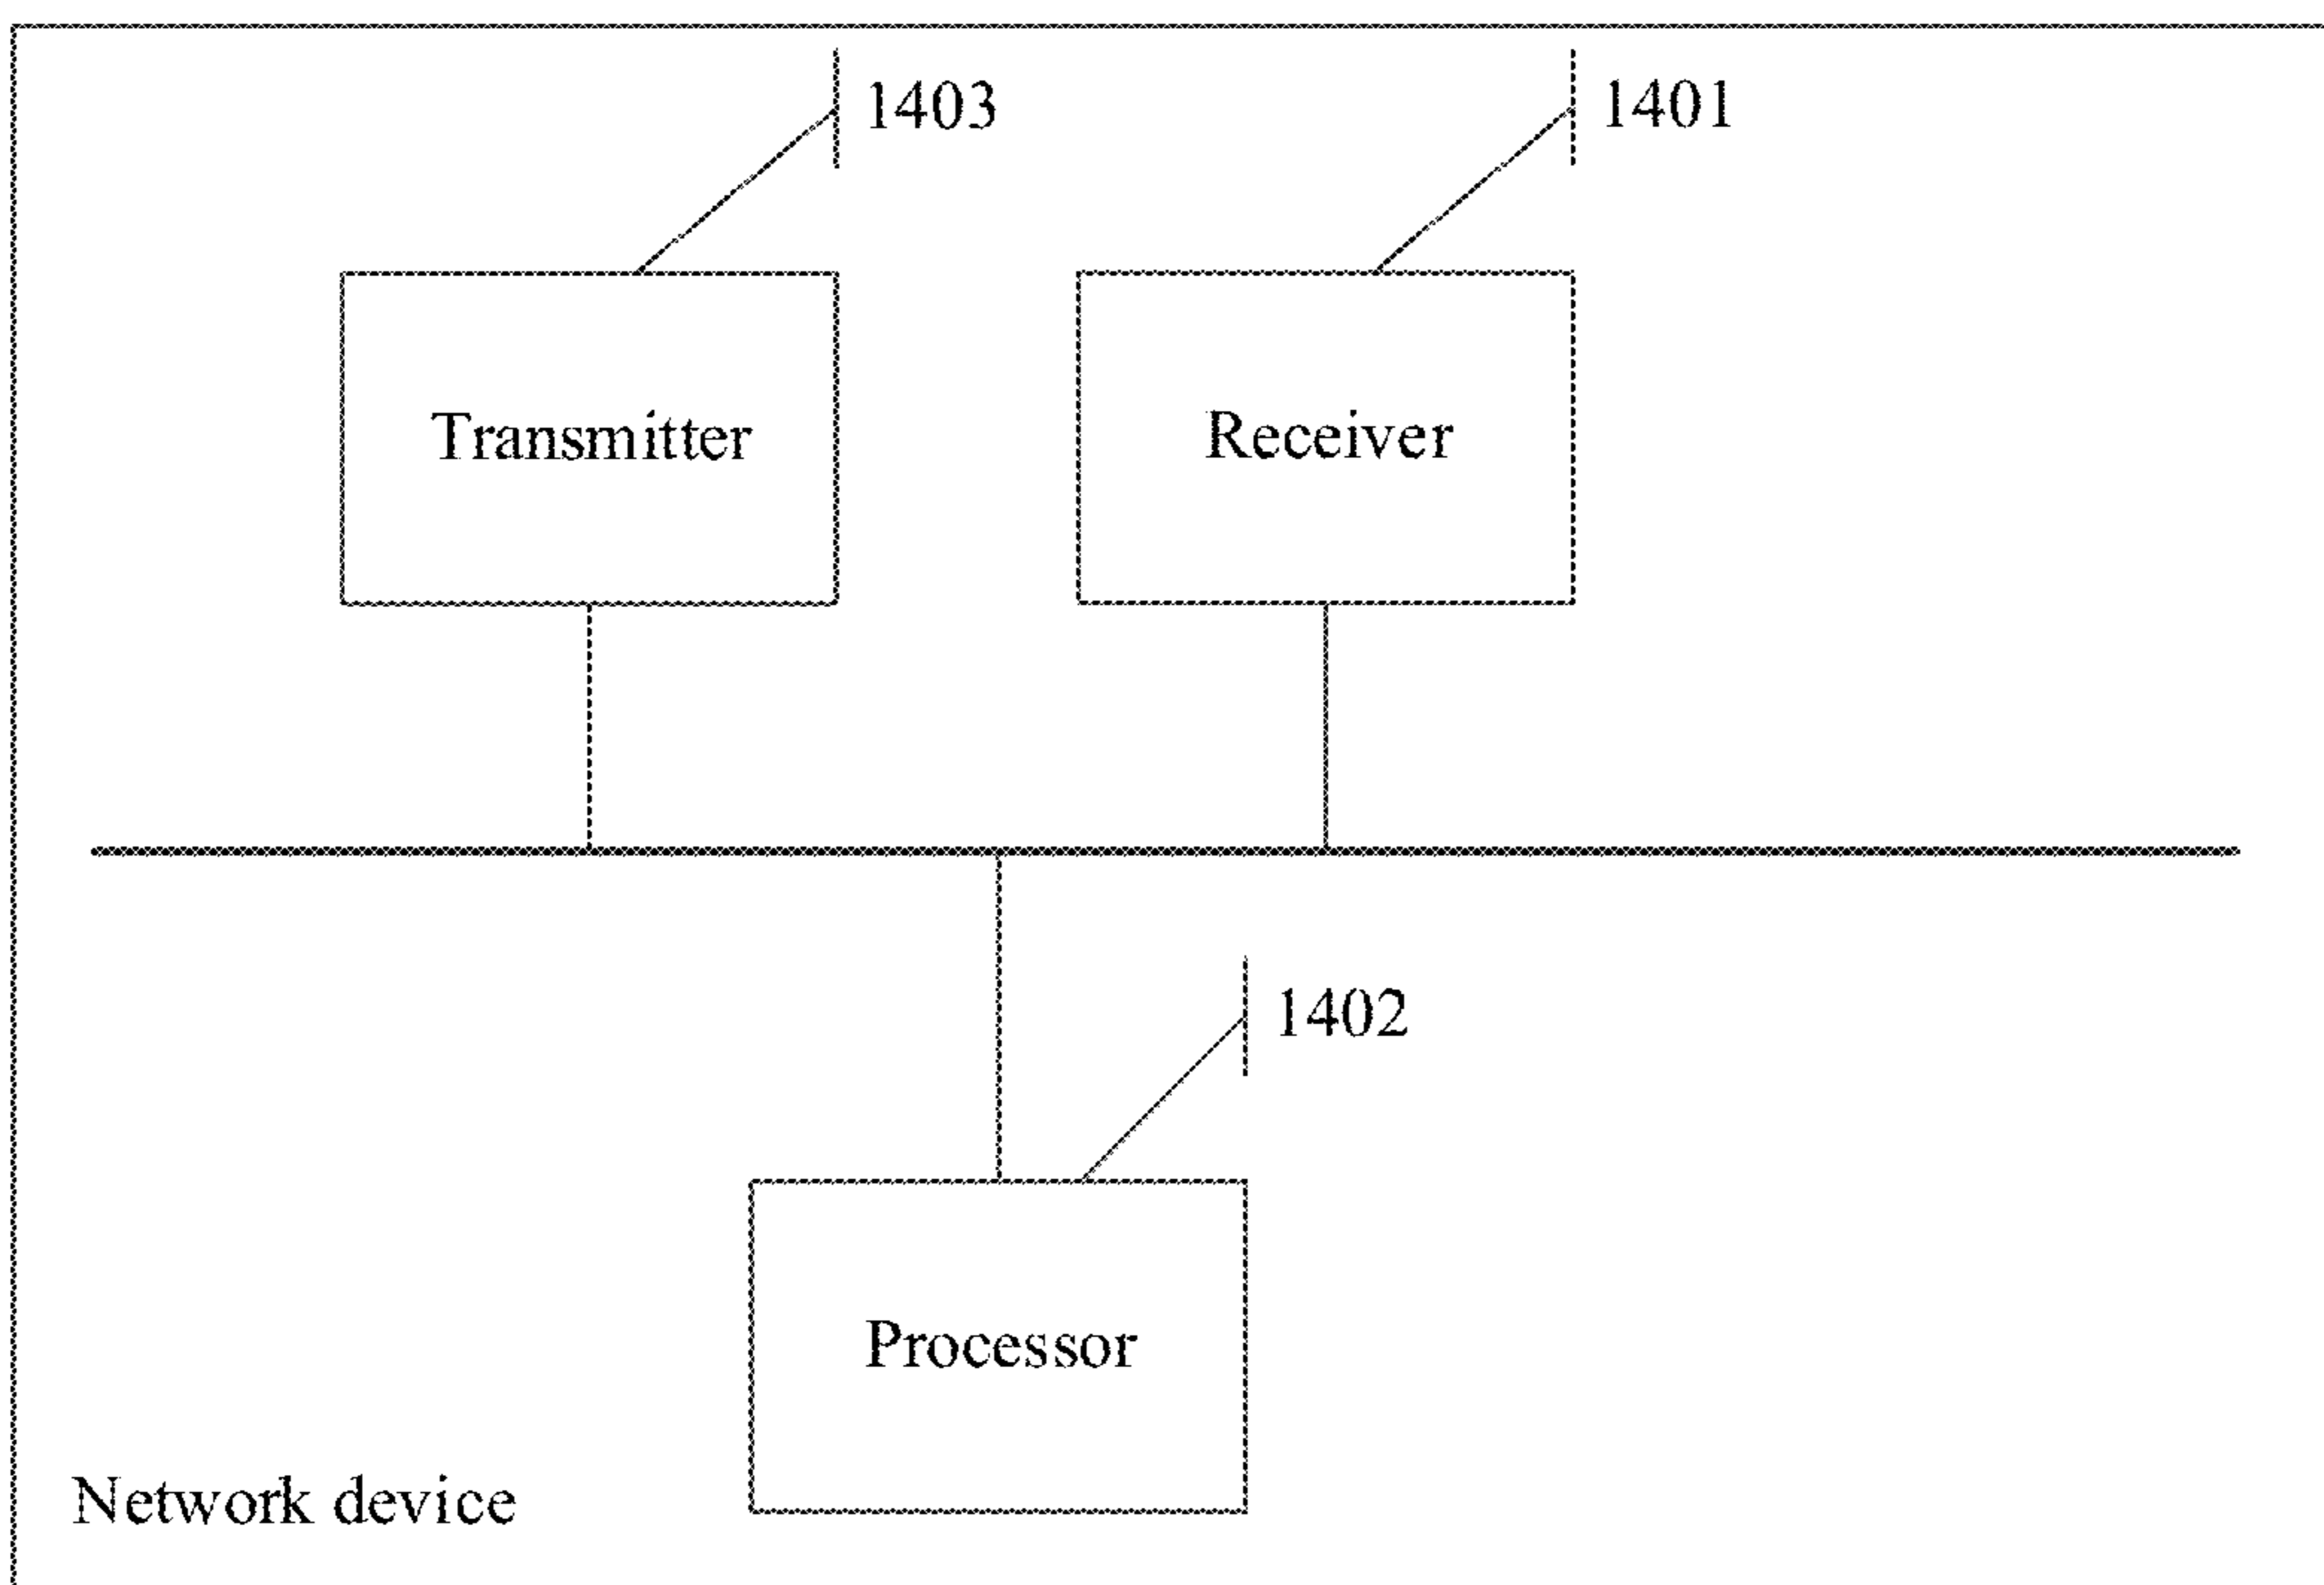 1403
1401
Transmitter
Receiver
1402
Processor
Network device